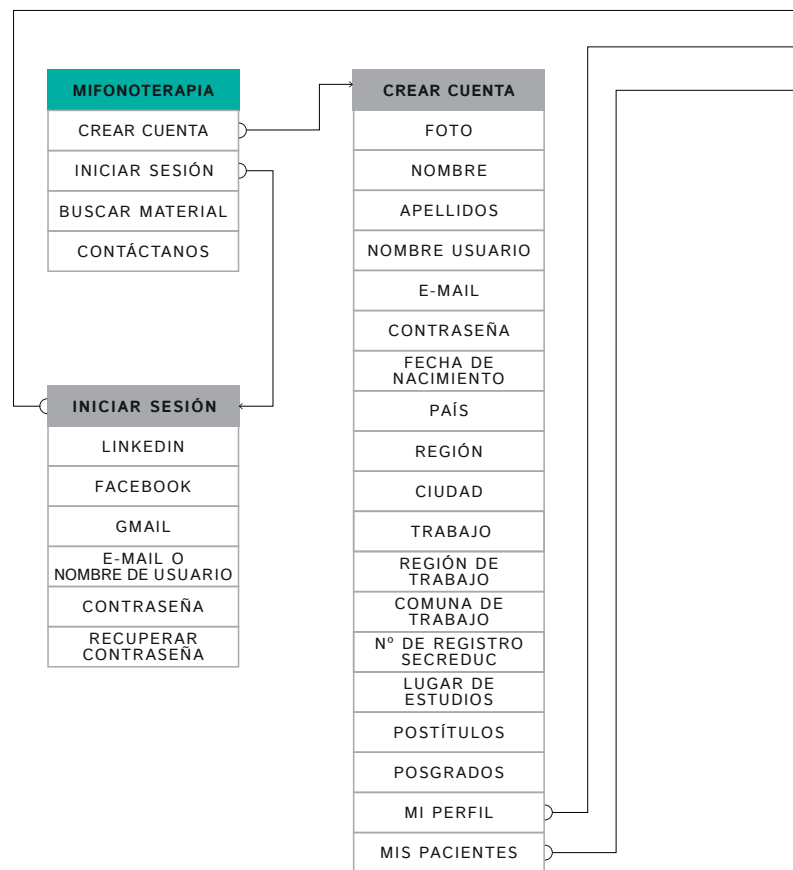 MIFONOTERAPIA
CREAR CUENTA
INICIAR SESIÓN
BUSCAR MATERIAL
CONTÁCTANOS
INICIAR SESIÓN
LINKEDIN
FACEBOOK
GMAIL
E-MAIL O
NOMBRE DE USUARIO
CONTRASEÑA
RECUPERAR
CONTRASEÑA
CREAR CUENTA
FOTO
NOMBRE
APELLIDOS
NOMBRE USUARIO
E-MAIL
CONTRASEÑA
FECHA DE
NACIMIENTO
PAÍS
REGIÓN
CIUDAD
TRABAJO
REGIÓN DE
TRABAJO
COMUNA DE
TRABAJO
Nº DE REGISTRO
SECREDUC
LUGAR DE
ESTUDIOS
POSTÍTULOS
POSGRADOS
MI PERFIL
MIS PACIENTES